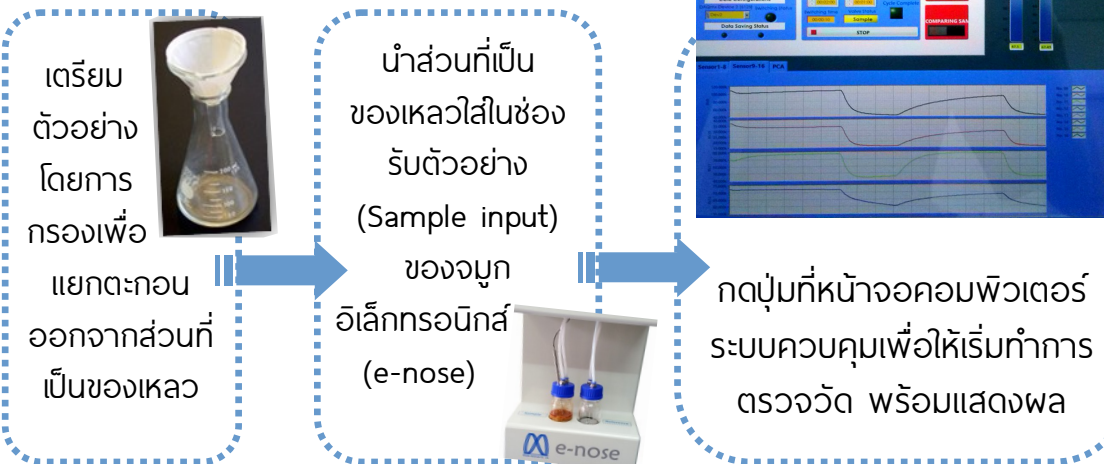 เตรียม
ตัวอย่าง
โดยการ
กรองเพื่อ
แยกตะกอน
ออกจากส่วนที่
เป็นของเหลว
นำส่วนที่เป็น
ของเหลวใส่ในช่อง
รับตัวอย่าง
(Sample input)
ของจมูก
อิเล็กทรอนิกส์
(e-nose)
e-nose
Data Saving Status
Sample
STOP
Cycle Complete
COMPARING
Sensor1-8 Sensor9-16 PCA
กดปุ่มที่หน้าจอคอมพิวเตอร์
ระบบควบคุมเพื่อให้เริ่มทำการ
ตรวจวัด พร้อมแสดงผล